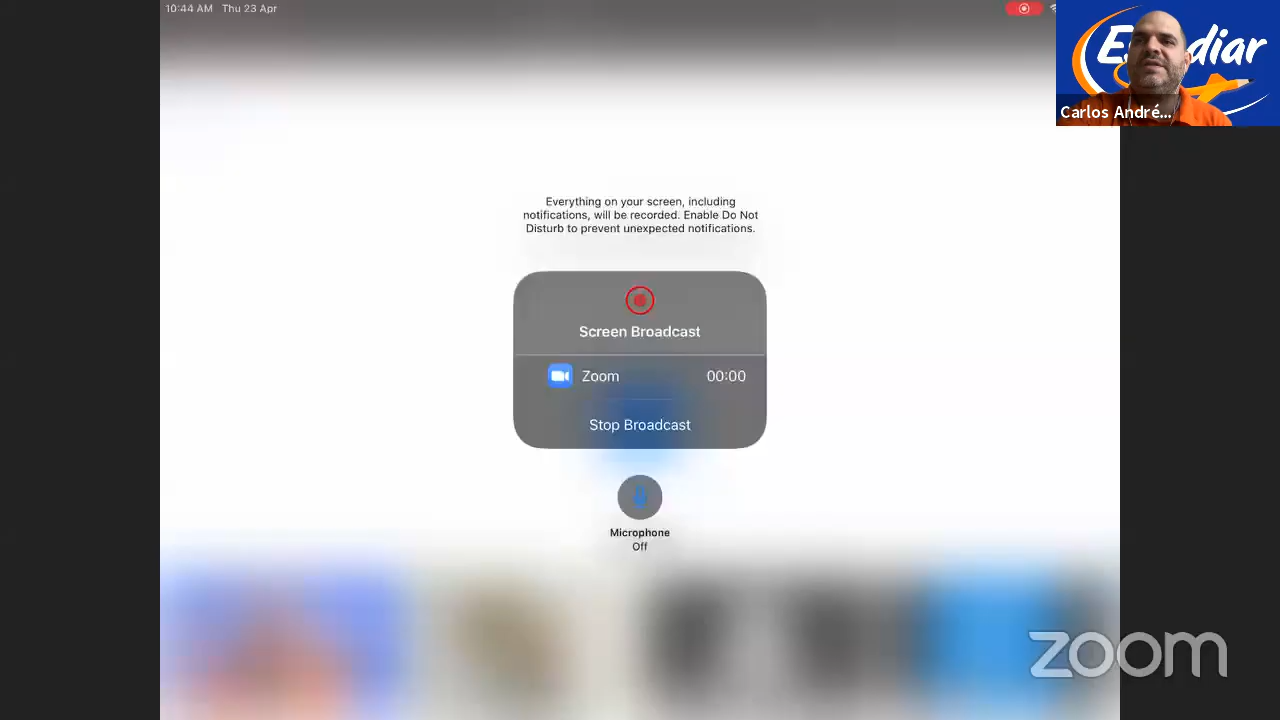 10:44 AM Thu 23 Apr
Carlos André...
Everything on your screen, including
notifications, will be recorded. Enable Do Not
Disturb to prevent unexpected notifications.
Screen Broadcast
Zoom 00:00
Stop Broadcast
Microphone
Off
zoom